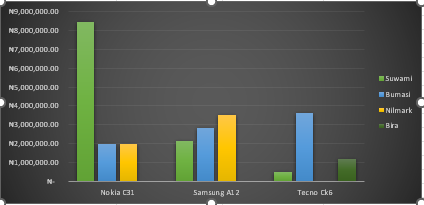 ₦9,000,000.00
₦8,000,000.00
₦7,000,000.00
₦6,000,000.00
₦5,000,000.00
₦4,000,000.00
₦3,000,000.00
₦2,000,000.00
₦1,000,000.00
₦-
Nokia C31
Samsung A12
Tecno Ck6
Suwami
Bumasi
Nilmark
Bira